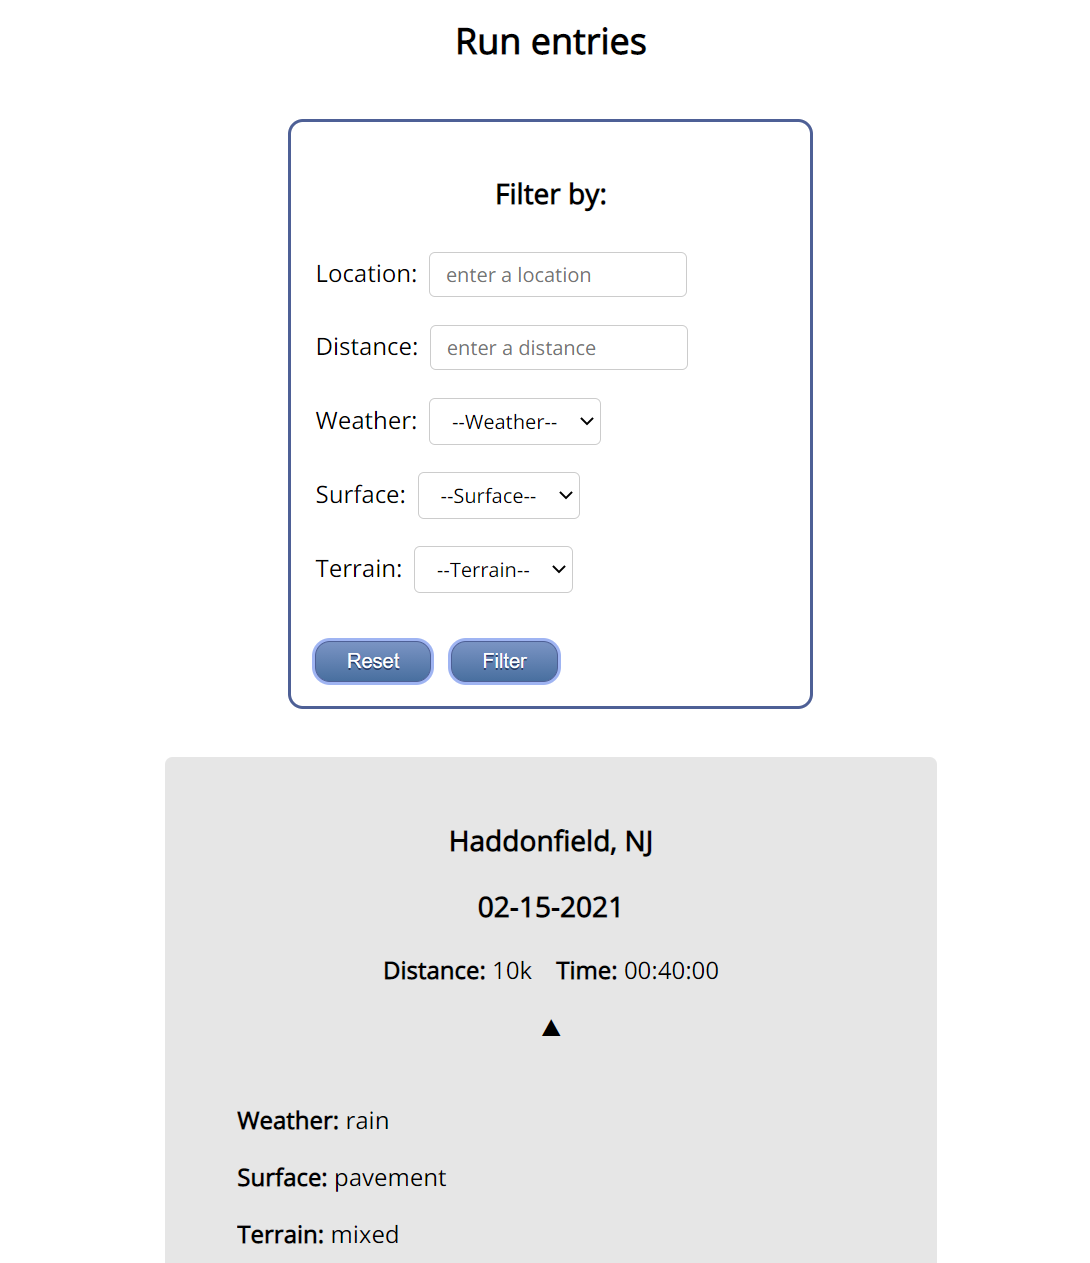 Run entries
Filter by:
Location: enter a location
Distance: enter a distance
Weather: --Weather--
Surface: --Surface--
Terrain: --Terrain--
Reset Filter
Haddonfield, NJ
02-15-2021
Distance: 10k Time: 00:40:00
Weather: rain
Surface: pavement
Terrain: mixed